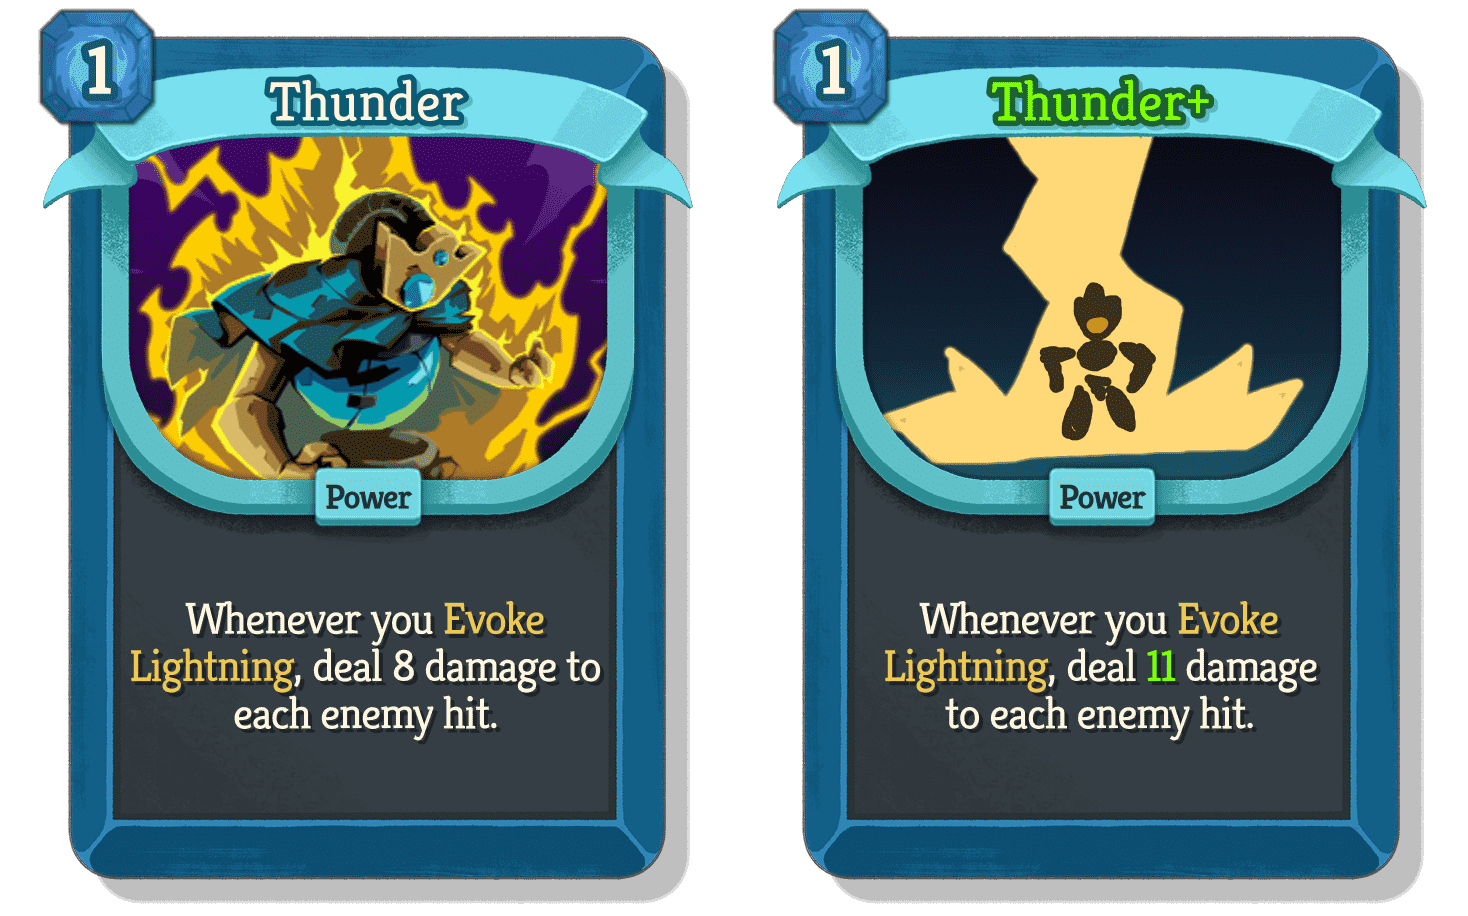 1
Thunder
Power
Whenever you Evoke
Lightning, deal 8 damage to
each enemy hit.
1
Thunder+
Power
Whenever you Evoke
Lightning, deal 11 damage
to each enemy hit.